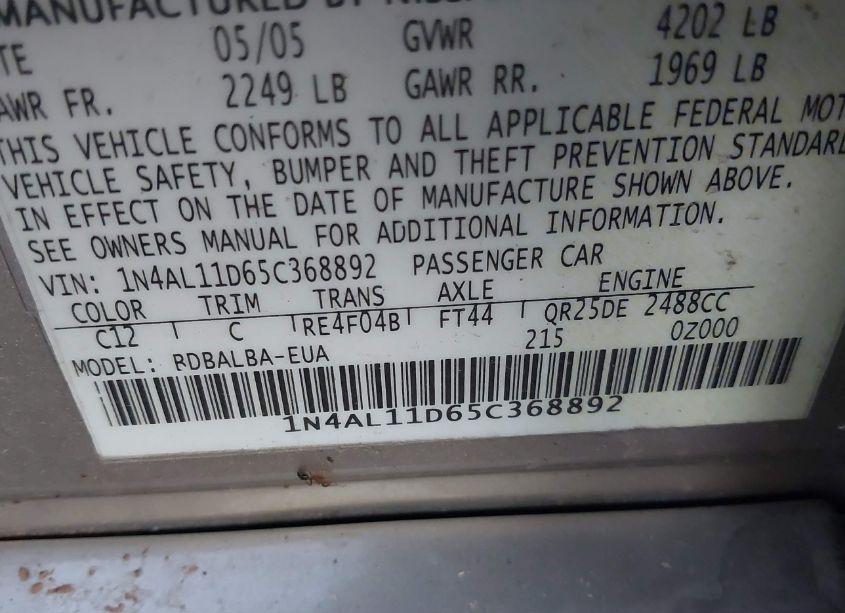 MANUFACTURED BY
TE 05/05 GVWR 4202 LB
AWR FR. 2249 LB GAWR RR. 1969 LB
THIS VEHICLE CONFORMS TO ALL APPLICABLE FEDERAL MOT
VEHICLE SAFETY, BUMPER AND THEFT PREVENTION STANDARD
IN EFFECT ON THE DATE OF MANUFACTURE SHOWN ABOVE.
SEE OWNERS MANUAL FOR ADDITIONAL INFORMATION.
VIN: 1N4AL11D65C368892 PASSENGER CAR
COLOR TRIM TRANS AXLE ENGINE
C12 C RE4F04B FT44 QR25DE 2488CC
MODEL: RDBALBA-EUA 215 0Z000
1N4AL11D65C368892